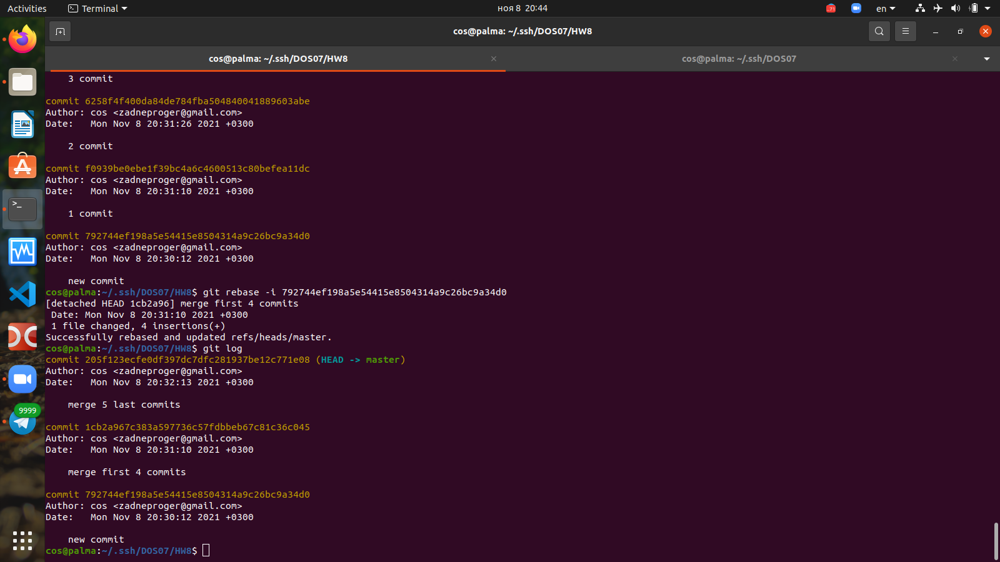 Activities
Terminal
ноя 8 20:44
en
cos@palma: ~/.ssh/DOS07/HW8
cos@palma: ~/.ssh/DOS07/HW8
cos@palma: ~/.ssh/DOS07
3 commit
commit 6258f4f400da84de784fba504840041889603abe
Author: cos <zadneproger@gmail.com>
Date:   Mon Nov 8 20:31:26 2021 +0300
2 commit
commit f0939be0ebe1f39bc4a6c4600513c80befea11dc
Author: cos <zadneproger@gmail.com>
Date:   Mon Nov 8 20:31:10 2021 +0300
1 commit
commit 792744ef198a5e54415e8504314a9c26bc9a34d0
Author: cos <zadneproger@gmail.com>
Date:   Mon Nov 8 20:30:12 2021 +0300
new commit
cos@palma:~/.ssh/DOS07/HW8$ git rebase -i 792744ef198a5e54415e8504314a9c26bc9a34d0
[detached HEAD 1cb2a96] merge first 4 commits
Date: Mon Nov 8 20:31:10 2021 +0300
1 file changed, 4 insertions(+)
Successfully rebased and updated refs/heads/master.
cos@palma:~/.ssh/DOS07/HW8$ git log
commit 205f123ecfe0df397dc7dfc281937be12c771e08 (HEAD -> master)
Author: cos <zadneproger@gmail.com>
Date:   Mon Nov 8 20:32:13 2021 +0300
merge 5 last commits
commit 1cb2a967c383a597736c57fdbbeb67c81c36c045
Author: cos <zadneproger@gmail.com>
Date:   Mon Nov 8 20:31:10 2021 +0300
merge first 4 commits
commit 792744ef198a5e54415e8504314a9c26bc9a34d0
Author: cos <zadneproger@gmail.com>
Date:   Mon Nov 8 20:30:12 2021 +0300
new commit
cos@palma:~/.ssh/DOS07/HW8$
9999